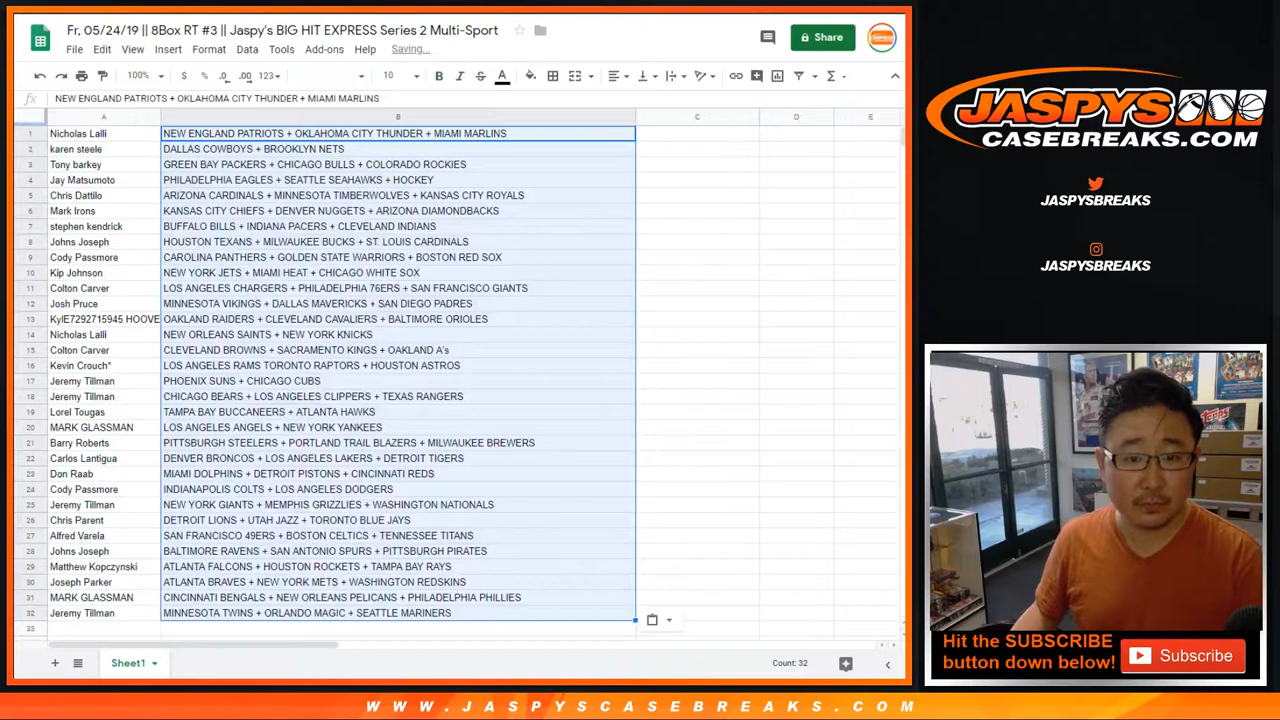 Fr, 05/24/19 || 8Box RT #3 || Jaspy's BIG HIT EXPRESS Series 2 Multi-Sport
File Edit View Insert Format Data Tools Add-ons Help Saving...
Share
100% $ % .0 .00 123 10 B I S A
fx NEW ENGLAND PATRIOTS + OKLAHOMA CITY THUNDER + MIAMI MARLINS
A B C D E
1 Nicholas Lalli NEW ENGLAND PATRIOTS + OKLAHOMA CITY THUNDER + MIAMI MARLINS
2 karen steele DALLAS COWBOYS + BROOKLYN NETS
3 Tony barkey GREEN BAY PACKERS + CHICAGO BULLS + COLORADO ROCKIES
4 Jay Matsumoto PHILADELPHIA EAGLES + SEATTLE SEAHAWKS + HOCKEY
5 Chris Dattilo ARIZONA CARDINALS + MINNESOTA TIMBERWOLVES + KANSAS CITY ROYALS
6 Mark Irons KANSAS CITY CHIEFS + DENVER NUGGETS + ARIZONA DIAMONDBACKS
7 stephen kendrick BUFFALO BILLS + INDIANA PACERS + CLEVELAND INDIANS
8 Johns Joseph HOUSTON TEXANS + MILWAUKEE BUCKS + ST. LOUIS CARDINALS
9 Cody Passmore CAROLINA PANTHERS + GOLDEN STATE WARRIORS + BOSTON RED SOX
10 Kip Johnson NEW YORK JETS + MIAMI HEAT + CHICAGO WHITE SOX
11 Colton Carver LOS ANGELES CHARGERS + PHILADELPHIA 76ERS + SAN FRANCISCO GIANTS
12 Josh Pruce MINNESOTA VIKINGS + DALLAS MAVERICKS + SAN DIEGO PADRES
13 KylE7292715945 HOOVE OAKLAND RAIDERS + CLEVELAND CAVALIERS + BALTIMORE ORIOLES
14 Nicholas Lalli NEW ORLEANS SAINTS + NEW YORK KNICKS
15 Colton Carver CLEVELAND BROWNS + SACRAMENTO KINGS + OAKLAND A's
16 Kevin Crouch* LOS ANGELES RAMS TORONTO RAPTORS + HOUSTON ASTROS
17 Jeremy Tillman PHOENIX SUNS + CHICAGO CUBS
18 Jeremy Tillman CHICAGO BEARS + LOS ANGELES CLIPPERS + TEXAS RANGERS
19 Lorel Tougas TAMPA BAY BUCCANEERS + ATLANTA HAWKS
20 MARK GLASSMAN LOS ANGELES ANGELS + NEW YORK YANKEES
21 Barry Roberts PITTSBURGH STEELERS + PORTLAND TRAIL BLAZERS + MILWAUKEE BREWERS
22 Carlos Lantigua DENVER BRONCOS + LOS ANGELES LAKERS + DETROIT TIGERS
23 Don Raab MIAMI DOLPHINS + DETROIT PISTONS + CINCINNATI REDS
24 Cody Passmore INDIANAPOLIS COLTS + LOS ANGELES DODGERS
25 Jeremy Tillman NEW YORK GIANTS + MEMPHIS GRIZZLIES + WASHINGTON NATIONALS
26 Chris Parent DETROIT LIONS + UTAH JAZZ + TORONTO BLUE JAYS
27 Alfred Varela SAN FRANCISCO 49ERS + BOSTON CELTICS + TENNESSEE TITANS
28 Johns Joseph BALTIMORE RAVENS + SAN ANTONIO SPURS + PITTSBURGH PIRATES
29 Matthew Kopczynski ATLANTA FALCONS + HOUSTON ROCKETS + TAMPA BAY RAYS
30 Joseph Parker ATLANTA BRAVES + NEW YORK METS + WASHINGTON REDSKINS
31 MARK GLASSMAN CINCINNATI BENGALS + NEW ORLEANS PELICANS + PHILADELPHIA PHILLIES
32 Jeremy Tillman MINNESOTA TWINS + ORLANDO MAGIC + SEATTLE MARINERS
33
Sheet1
Count: 32
JASPYS
CASEBREAKS.COM
JASPYSBREAKS
JASPYSBREAKS
topps
Hit the SUBSCRIBE
button down below!
Subscribe
WWW.JASPYSCASEBREAKS.COM